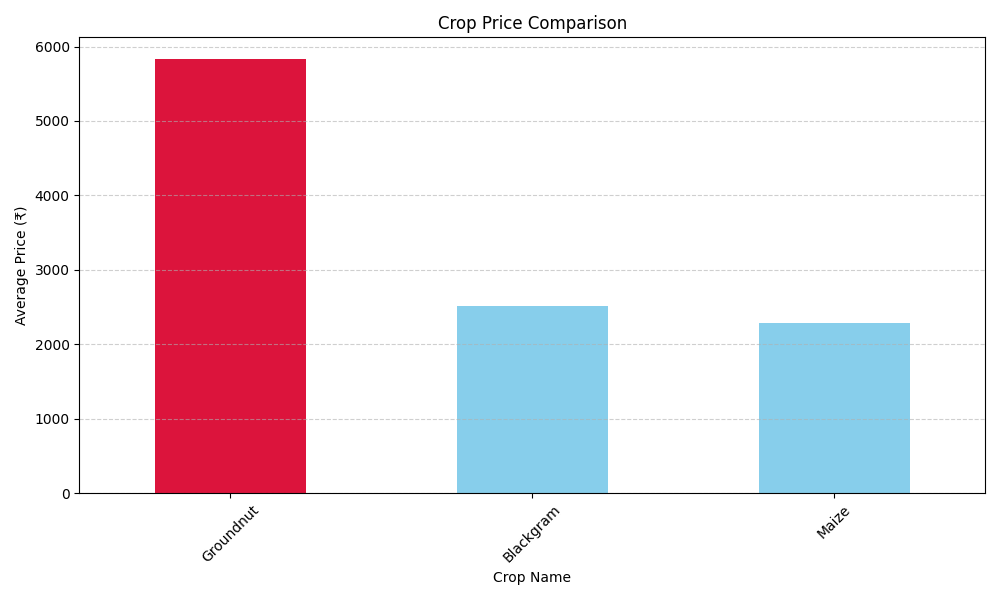 Crop Price Comparison
Average Price (₹)
6000
5000
4000
3000
2000
1000
0
Groundnut
Blackgram
Maize
Crop Name